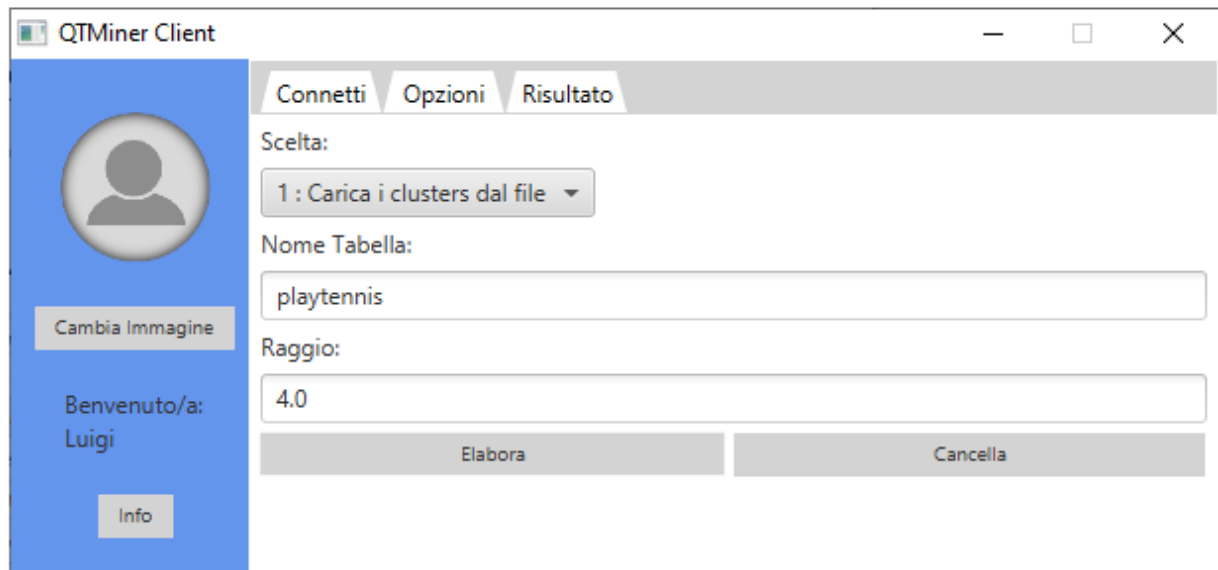 QTMiner Client
Connetti Opzioni Risultato
Scelta:
1 : Carica i clusters dal file
Nome Tabella:
playtennis
Cambia Immagine
Raggio:
4.0
Benvenuto/a:
Luigi
Elabora Cancella
Info